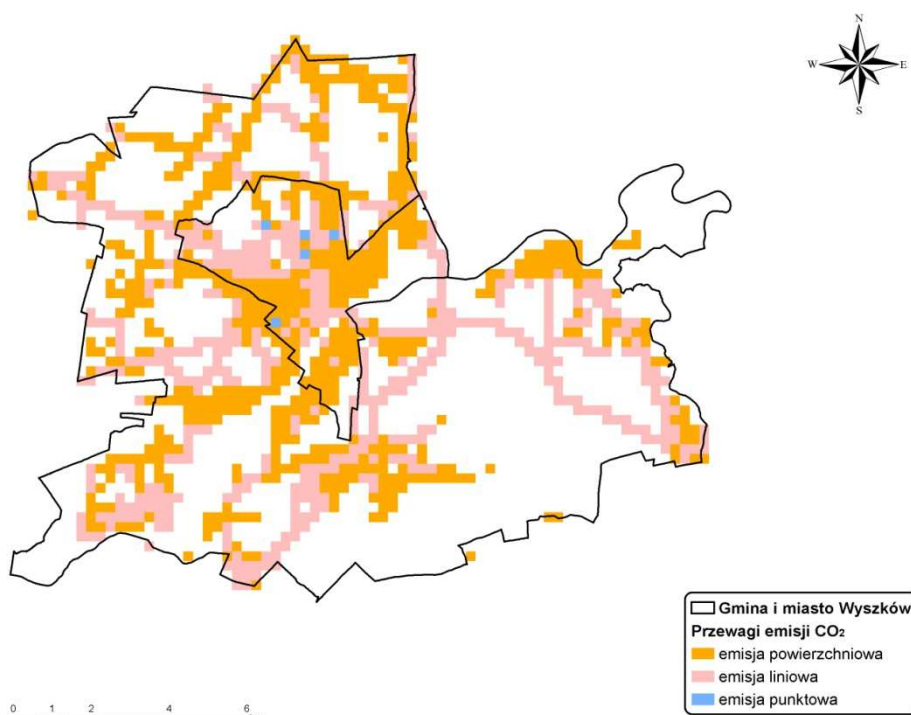 N
W E
S
Gmina i miasto Wyszków
Przewagi emisji CO₂
emisja powierzchniowa
emisja liniowa
emisja punktowa
0 1 2 4 6